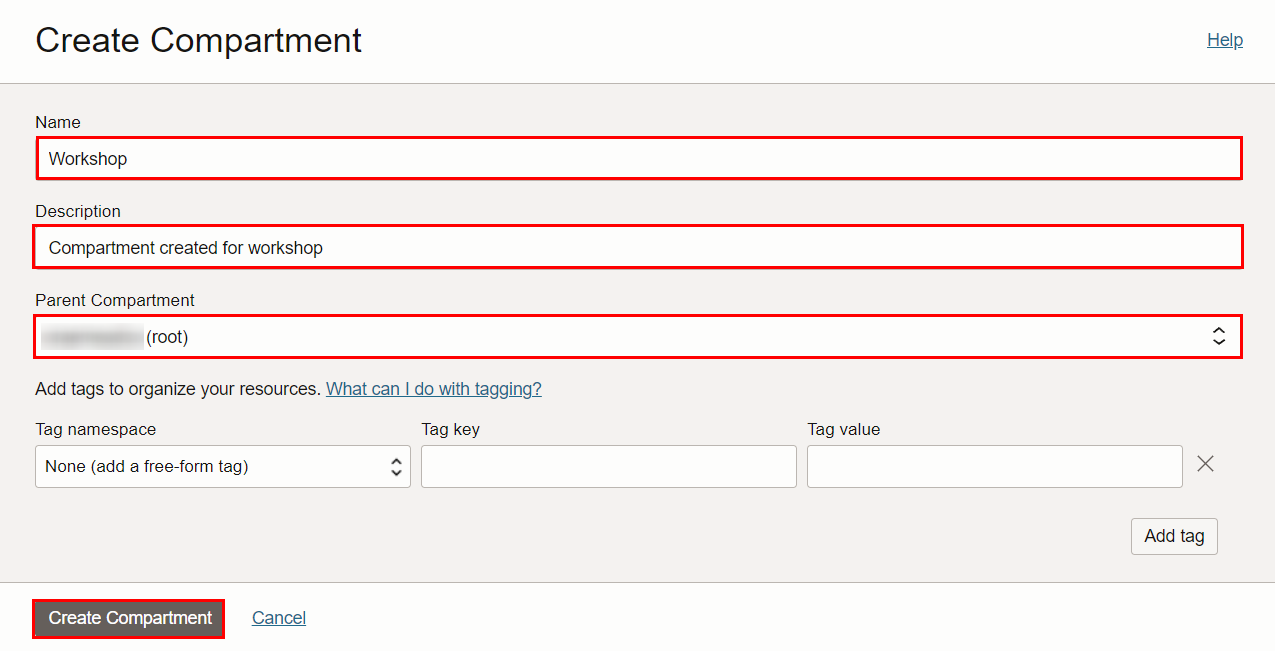 Create Compartment
Help
Name
Workshop
Description
Compartment created for workshop
Parent Compartment
(root)
Add tags to organize your resources. What can I do with tagging?
Tag namespace Tag key Tag value
None (add a free-form tag)
Add tag
Create Compartment Cancel